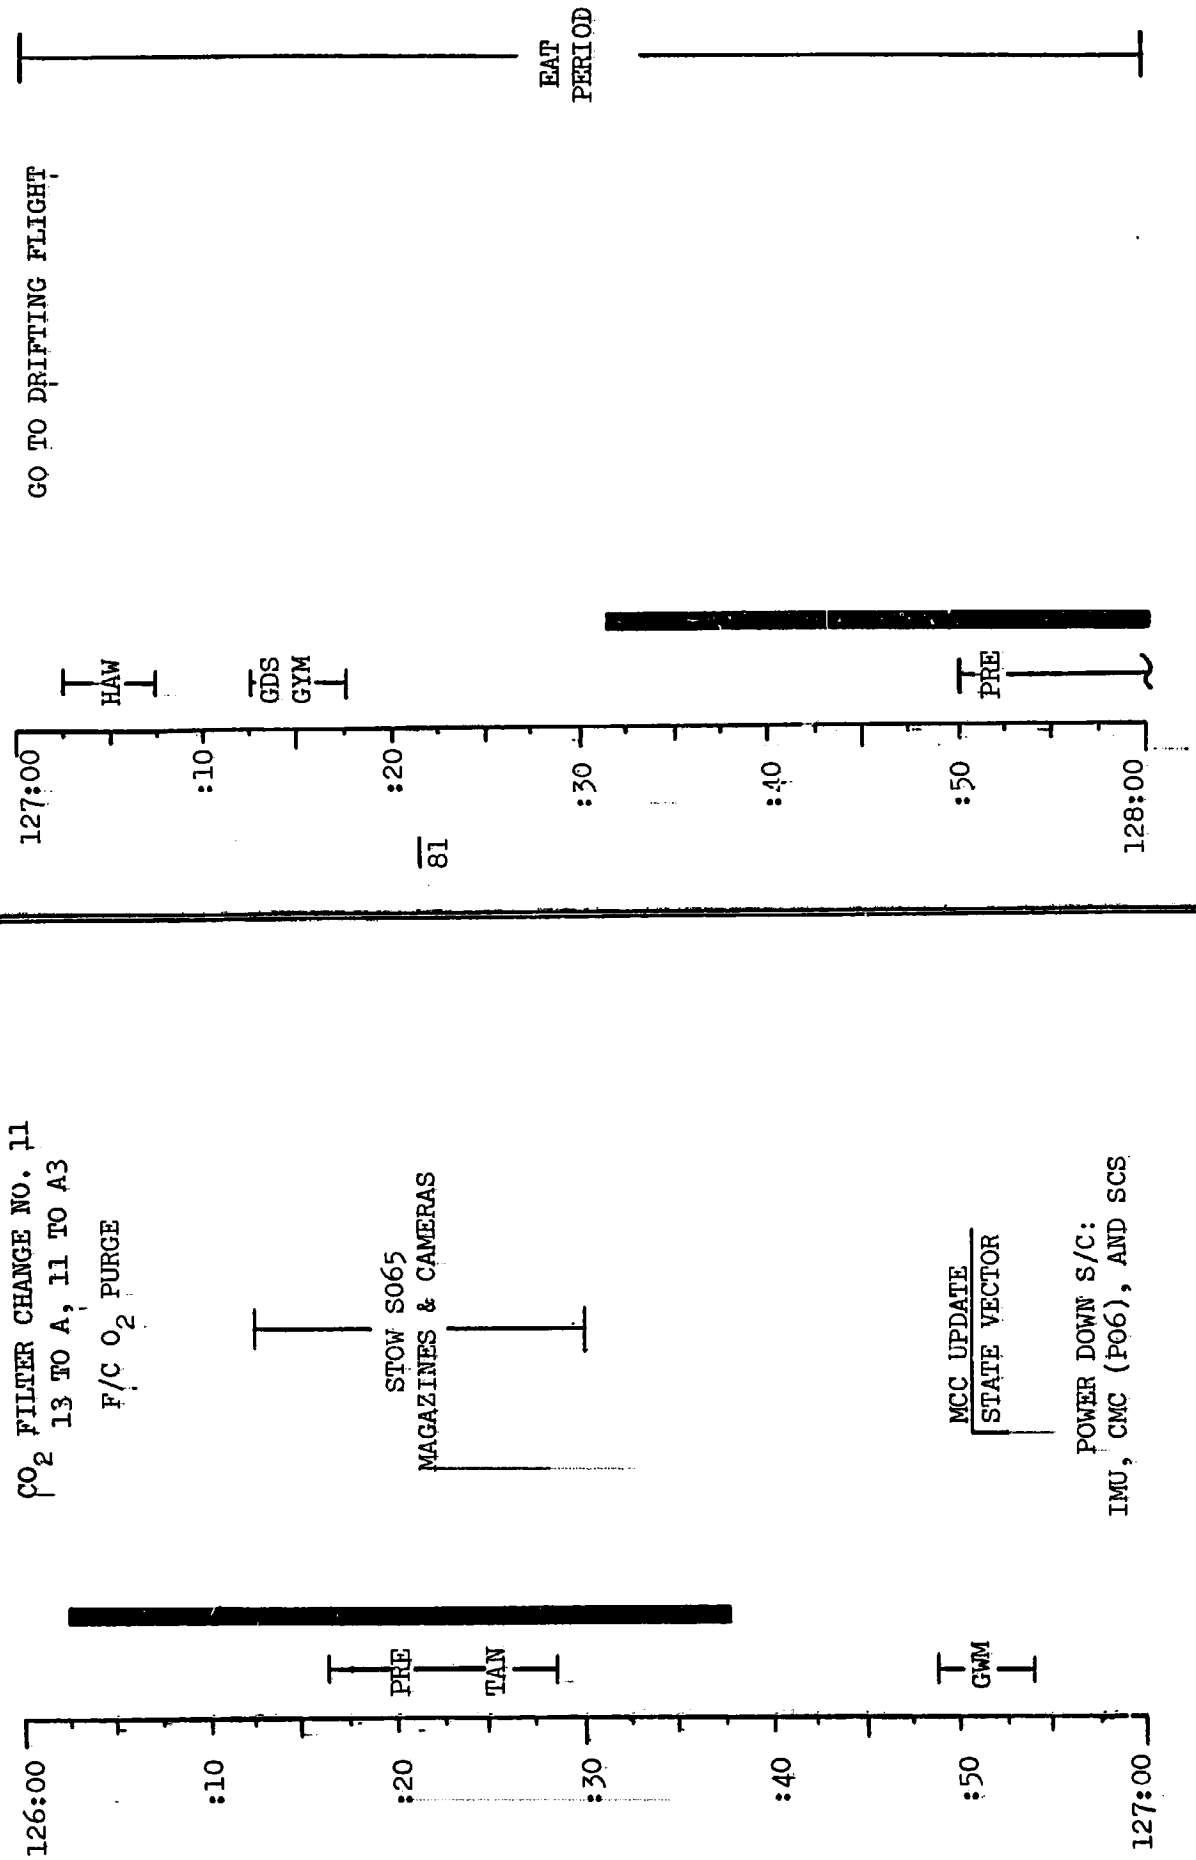 126:00
:10
:20
:30
:40
:50
127:00
PRE
TAN
GWM
CO2 FILTER CHANGE NO. 11
13 TO A, 11 TO A3
F/C O2 PURGE
STOW S065
MAGAZINES & CAMERAS
MCC UPDATE
STATE VECTOR
POWER DOWN S/C:
IMU, CMC (P06), AND SCS
81
127:00
:10
:20
:30
:40
:50
128:00
HAW
GDS
GYM
PRE
GO TO DRIFTING FLIGHT
EAT
PERIOD